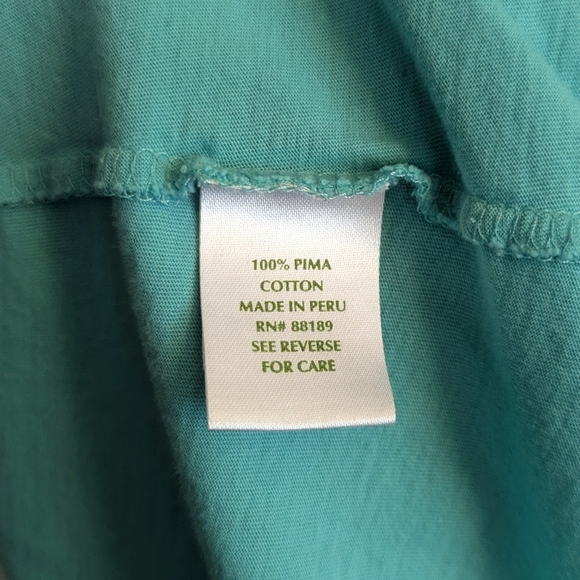 100% PIMA
COTTON
MADE IN PERU
RN# 88189
SEE REVERSE
FOR CARE